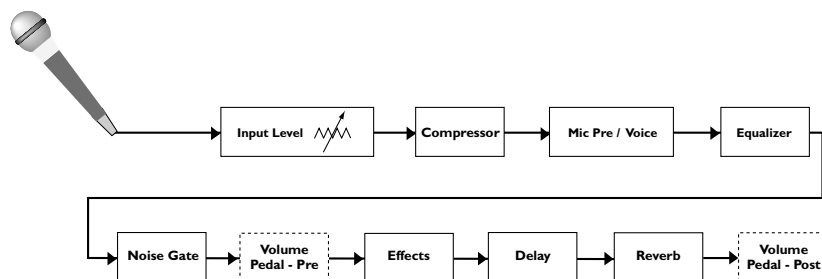 Input Level
Compressor
Mic Pre / Voice
Equalizer
Noise Gate
Volume
Pedal - Pre
Effects
Delay
Reverb
Volume
Pedal - Post